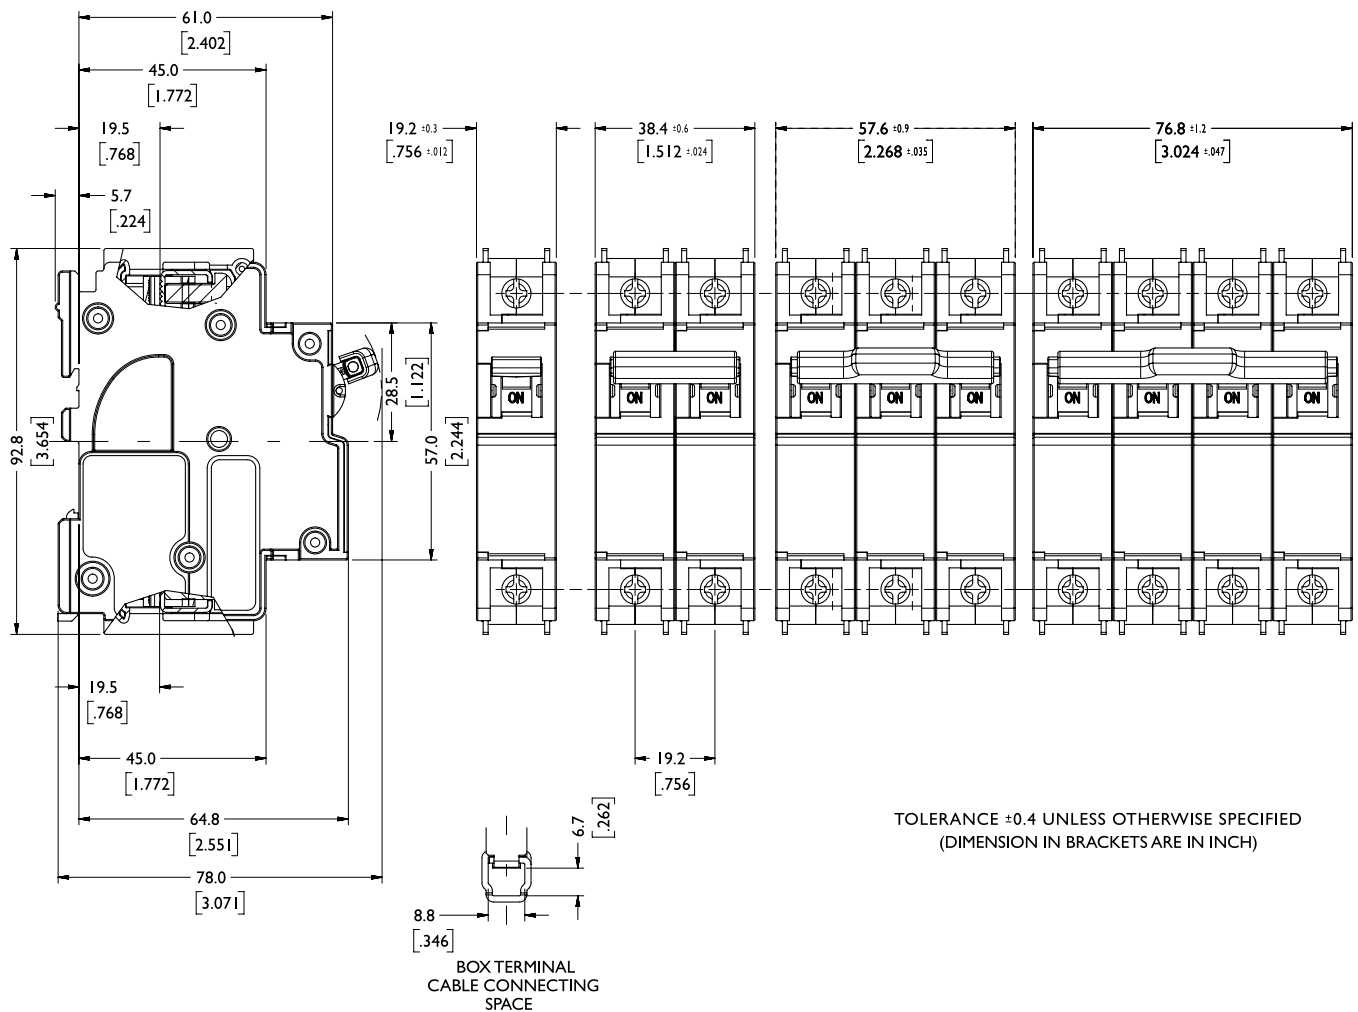 61.0
[2.402]
45.0
[1.772]
19.5
[.768]
5.7
[.224]
19.2 ±0.3
[.756 ±.012]
38.4 ±0.6
[1.512 ±.024]
57.6 ±0.9
[2.268 ±.035]
76.8 ±1.2
[3.024 ±.047]
92.8
[3.654]
28.5
[1.122]
57.0
[2.244]
ON
ON
ON
ON
ON
ON
ON
ON
ON
ON
19.5
[.768]
45.0
[1.772]
64.8
[2.551]
78.0
[3.071]
19.2
[.756]
6.7
[.262]
8.8
[.346]
BOX TERMINAL
CABLE CONNECTING
SPACE
TOLERANCE ±0.4 UNLESS OTHERWISE SPECIFIED
(DIMENSION IN BRACKETS ARE IN INCH)